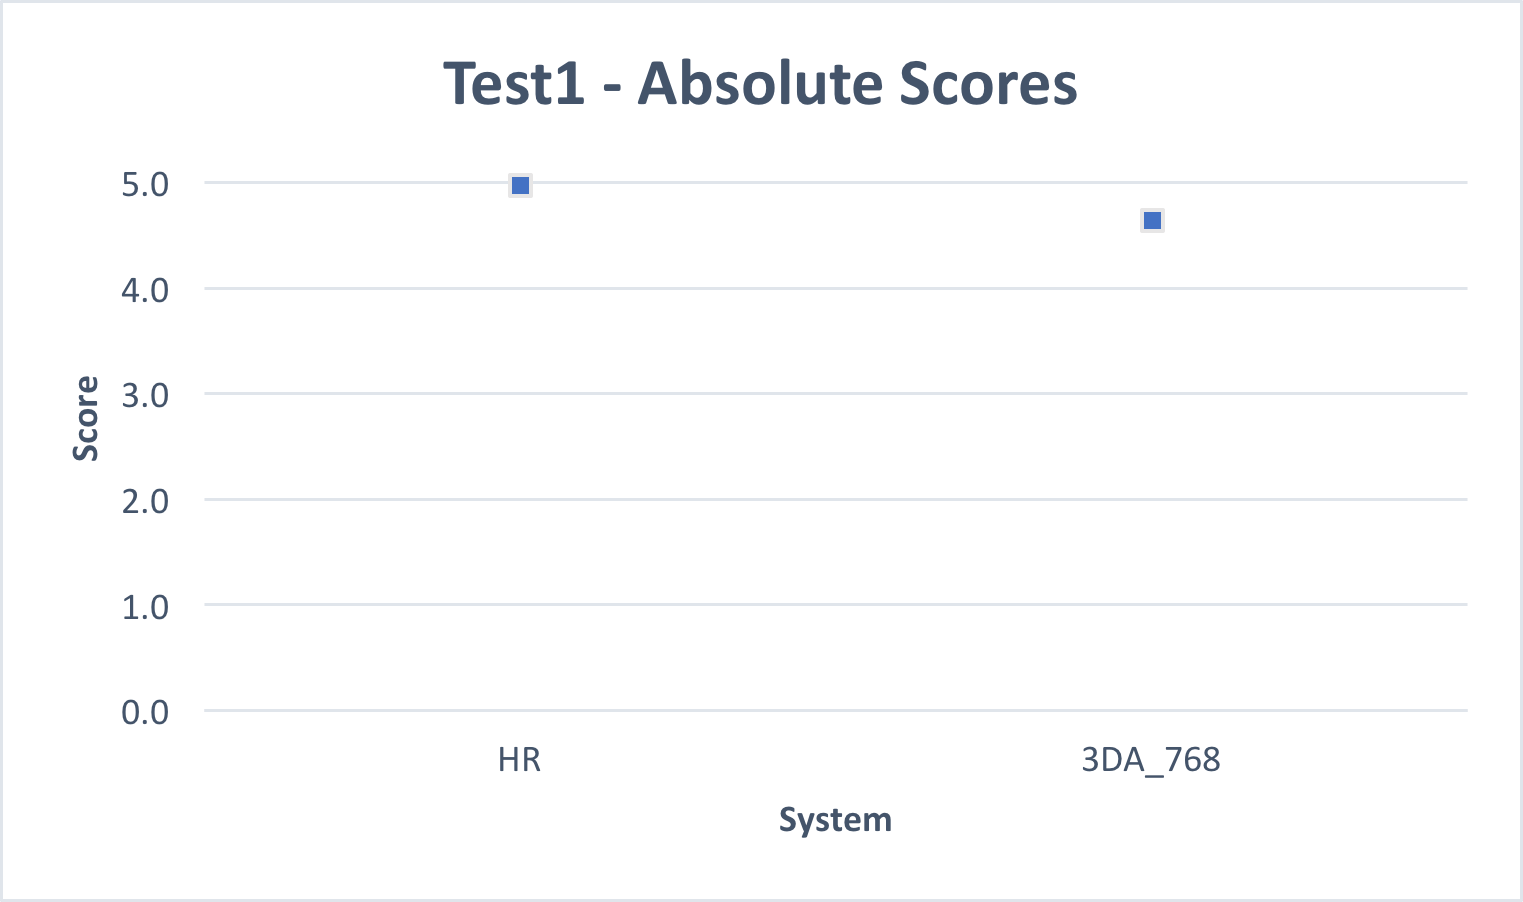 Test1 - Absolute Scores
5.0
4.0
3.0
2.0
1.0
0.0
Score
HR
3DA_768
System